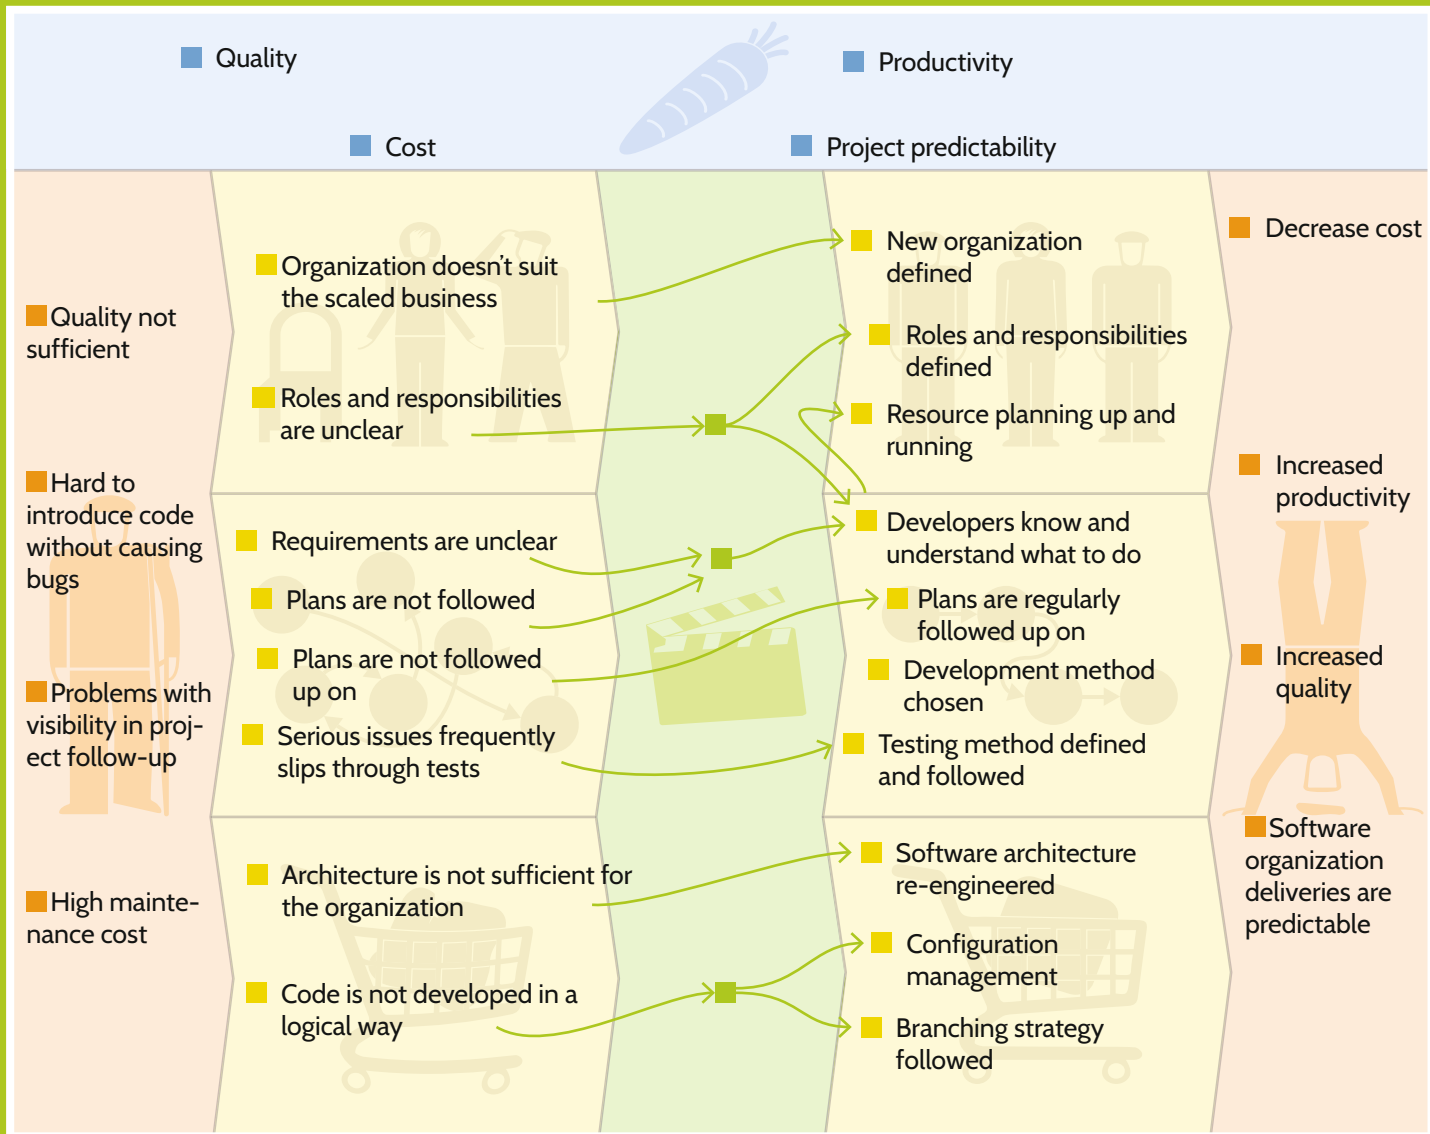 Quality
Productivity
Cost
Project predictability
Quality not
sufficient
Hard to
introduce code
without causing
bugs
Problems with
visibility in proj-
ect follow-up
High mainte-
nance cost
Organization doesn't suit
the scaled business
Roles and responsibilities
are unclear
Requirements are unclear
Plans are not followed
Plans are not followed
up on
Serious issues frequently
slips through tests
Architecture is not sufficient for
the organization
Code is not developed in a
logical way
New organization
defined
Roles and responsibilities
defined
Resource planning up and
running
Developers know and
understand what to do
Plans are regularly
followed up on
Development method
chosen
Testing method defined
and followed
Software architecture
re-engineered
Configuration
management
Branching strategy
followed
Decrease cost
Increased
productivity
Increased
quality
Software
organization
deliveries are
predictable